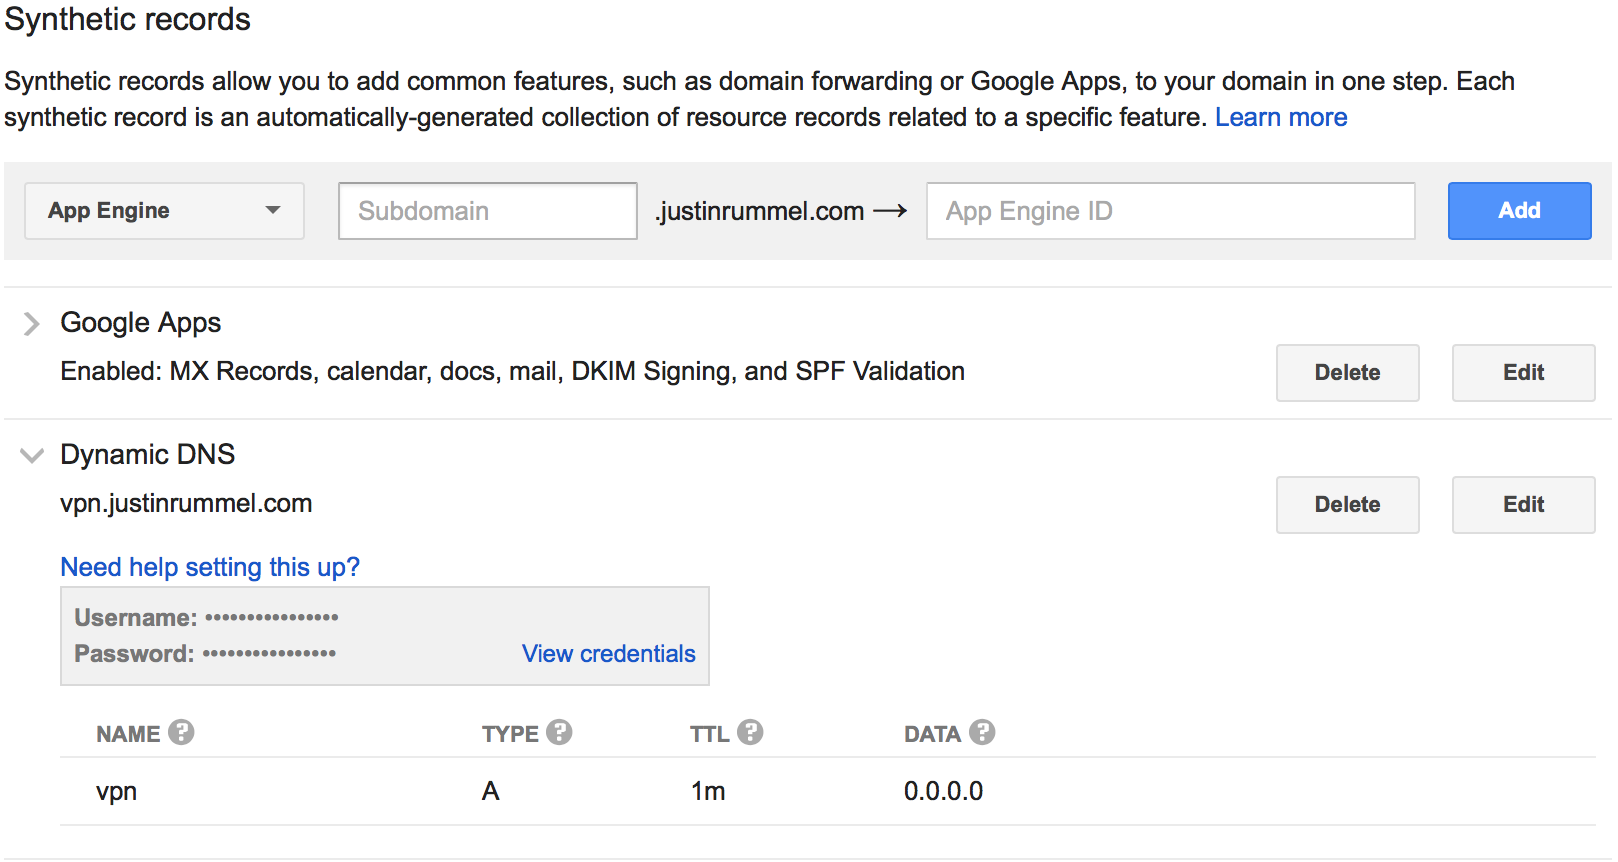 Synthetic records
Synthetic records allow you to add common features, such as domain forwarding or Google Apps, to your domain in one step. Each
synthetic record is an automatically-generated collection of resource records related to a specific feature. Learn more
App Engine Subdomain .justinrummel.com → App Engine ID Add
Google Apps
Enabled: MX Records, calendar, docs, mail, DKIM Signing, and SPF Validation Delete Edit
Dynamic DNS
vpn.justinrummel.com Delete Edit
Need help setting this up?
Username: ••••••••••••••••
Password: •••••••••••••••• View credentials
NAME ? TYPE ? TTL ? DATA ?
vpn A 1m 0.0.0.0